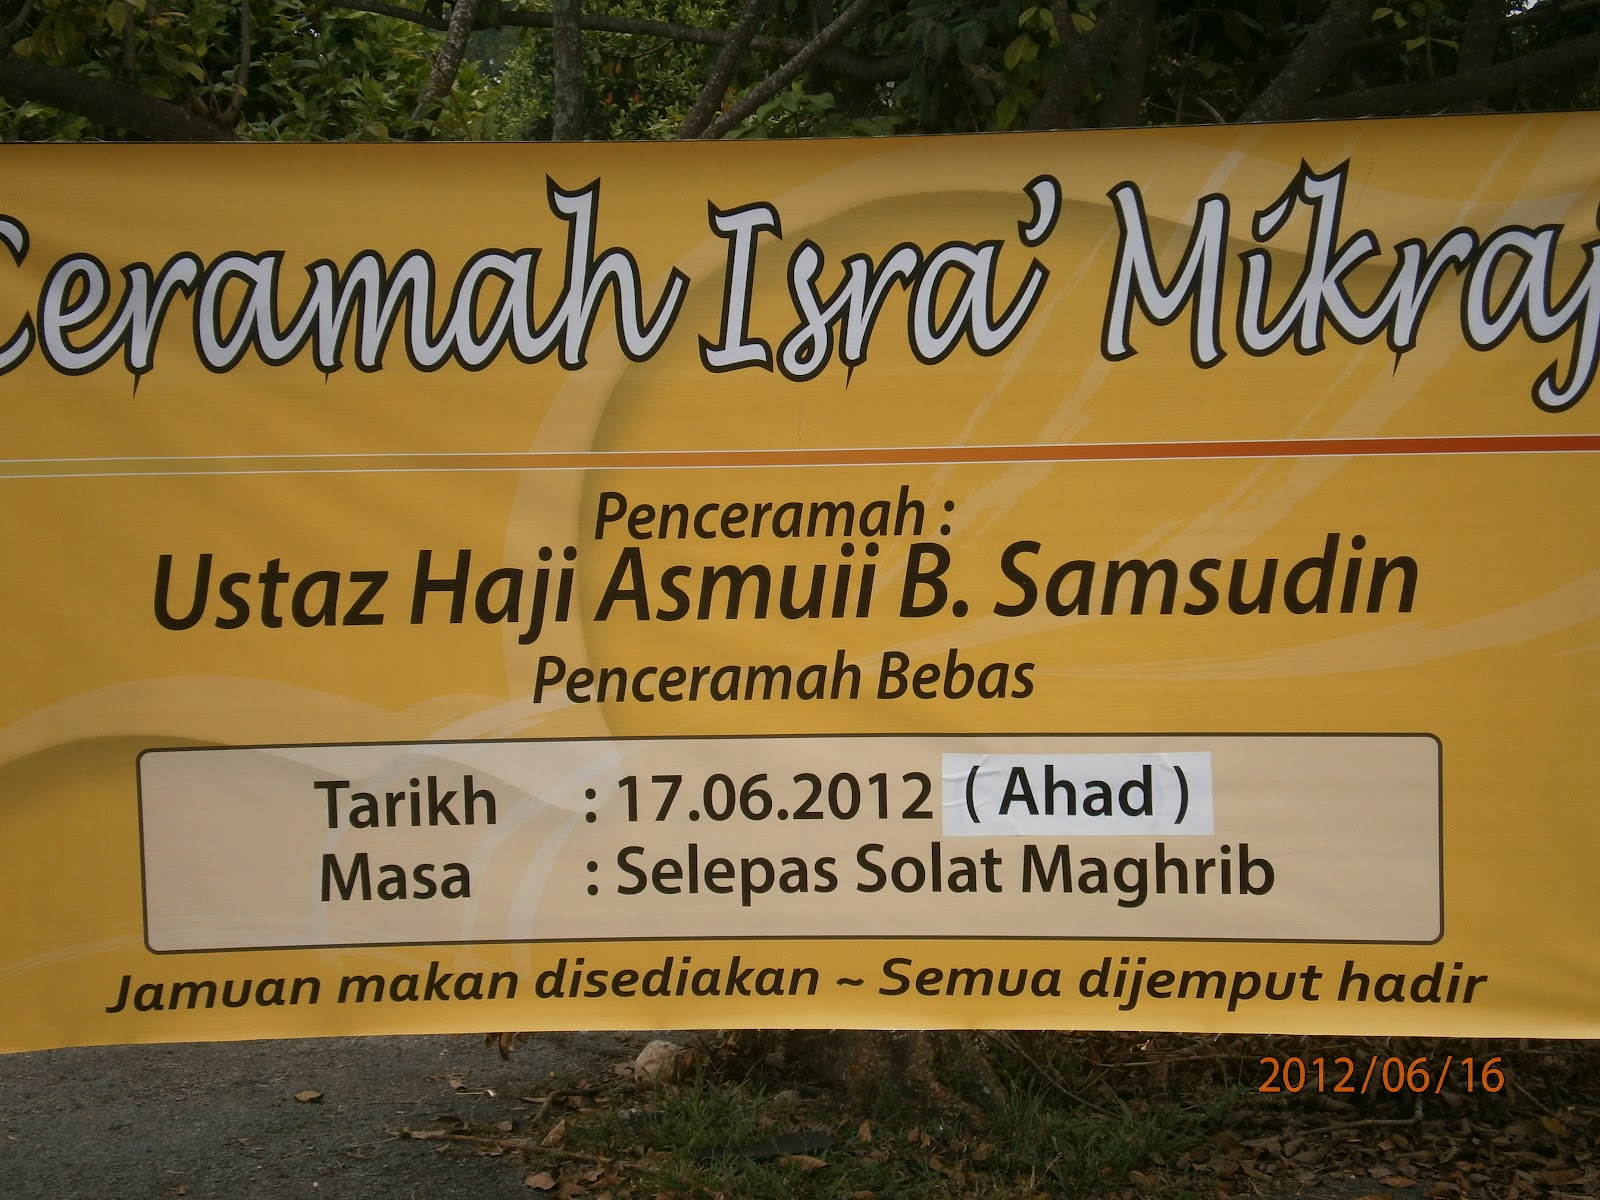 Ceramah Isra' Mikraj
Penceramah :
Ustaz Haji Asmuii B. Samsudin
Penceramah Bebas
Tarikh : 17.06.2012 ( Ahad )
Masa : Selepas Solat Maghrib
Jamuan makan disediakan ~ Semua dijemput hadir
2012/06/16